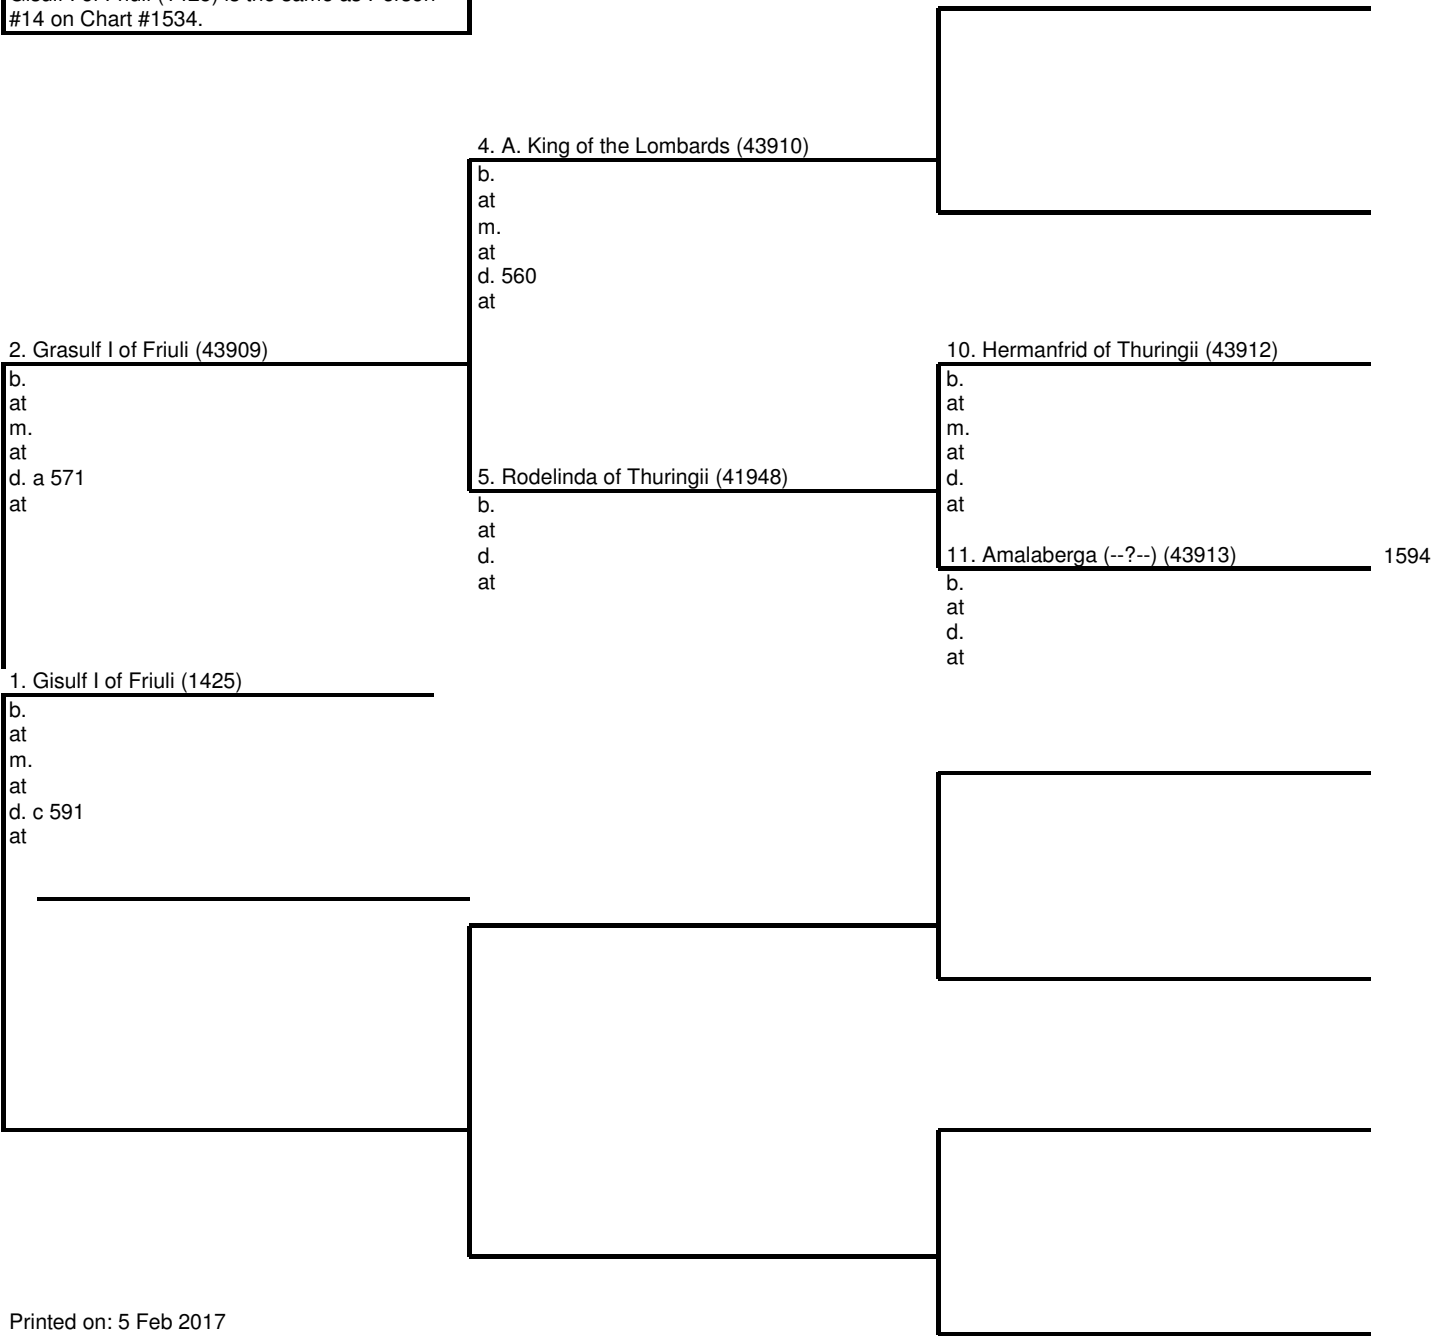 #14 on Chart #1534.
4. A. King of the Lombards (43910)
b.
at
m.
at
d. 560
at
2. Grasulf I of Friuli (43909)
b.
at
m.
at
d. a 571
at
10. Hermanfrid of Thuringii (43912)
b.
at
m.
at
d.
at
5. Rodelinda of Thuringii (41948)
b.
at
d.
at
11. Amalaberga (--?--) (43913) 1594
b.
at
d.
at
1. Gisulf I of Friuli (1425)
b.
at
m.
at
d. c 591
at
Printed on: 5 Feb 2017